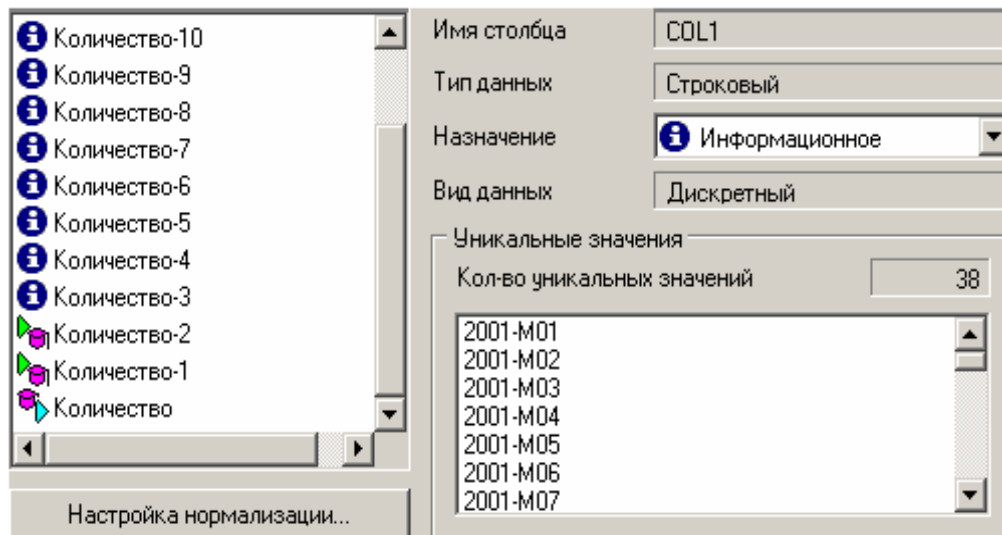 Количество-10
Количество-9
Количество-8
Количество-7
Количество-6
Количество-5
Количество-4
Количество-3
Количество-2
Количество-1
Количество
Настройка нормализации...
Имя столбца COL1
Тип данных Строковый
Назначение Информационное
Вид данных Дискретный
Уникальные значения
Кол-во уникальных значений 38
2001-M01
2001-M02
2001-M03
2001-M04
2001-M05
2001-M06
2001-M07